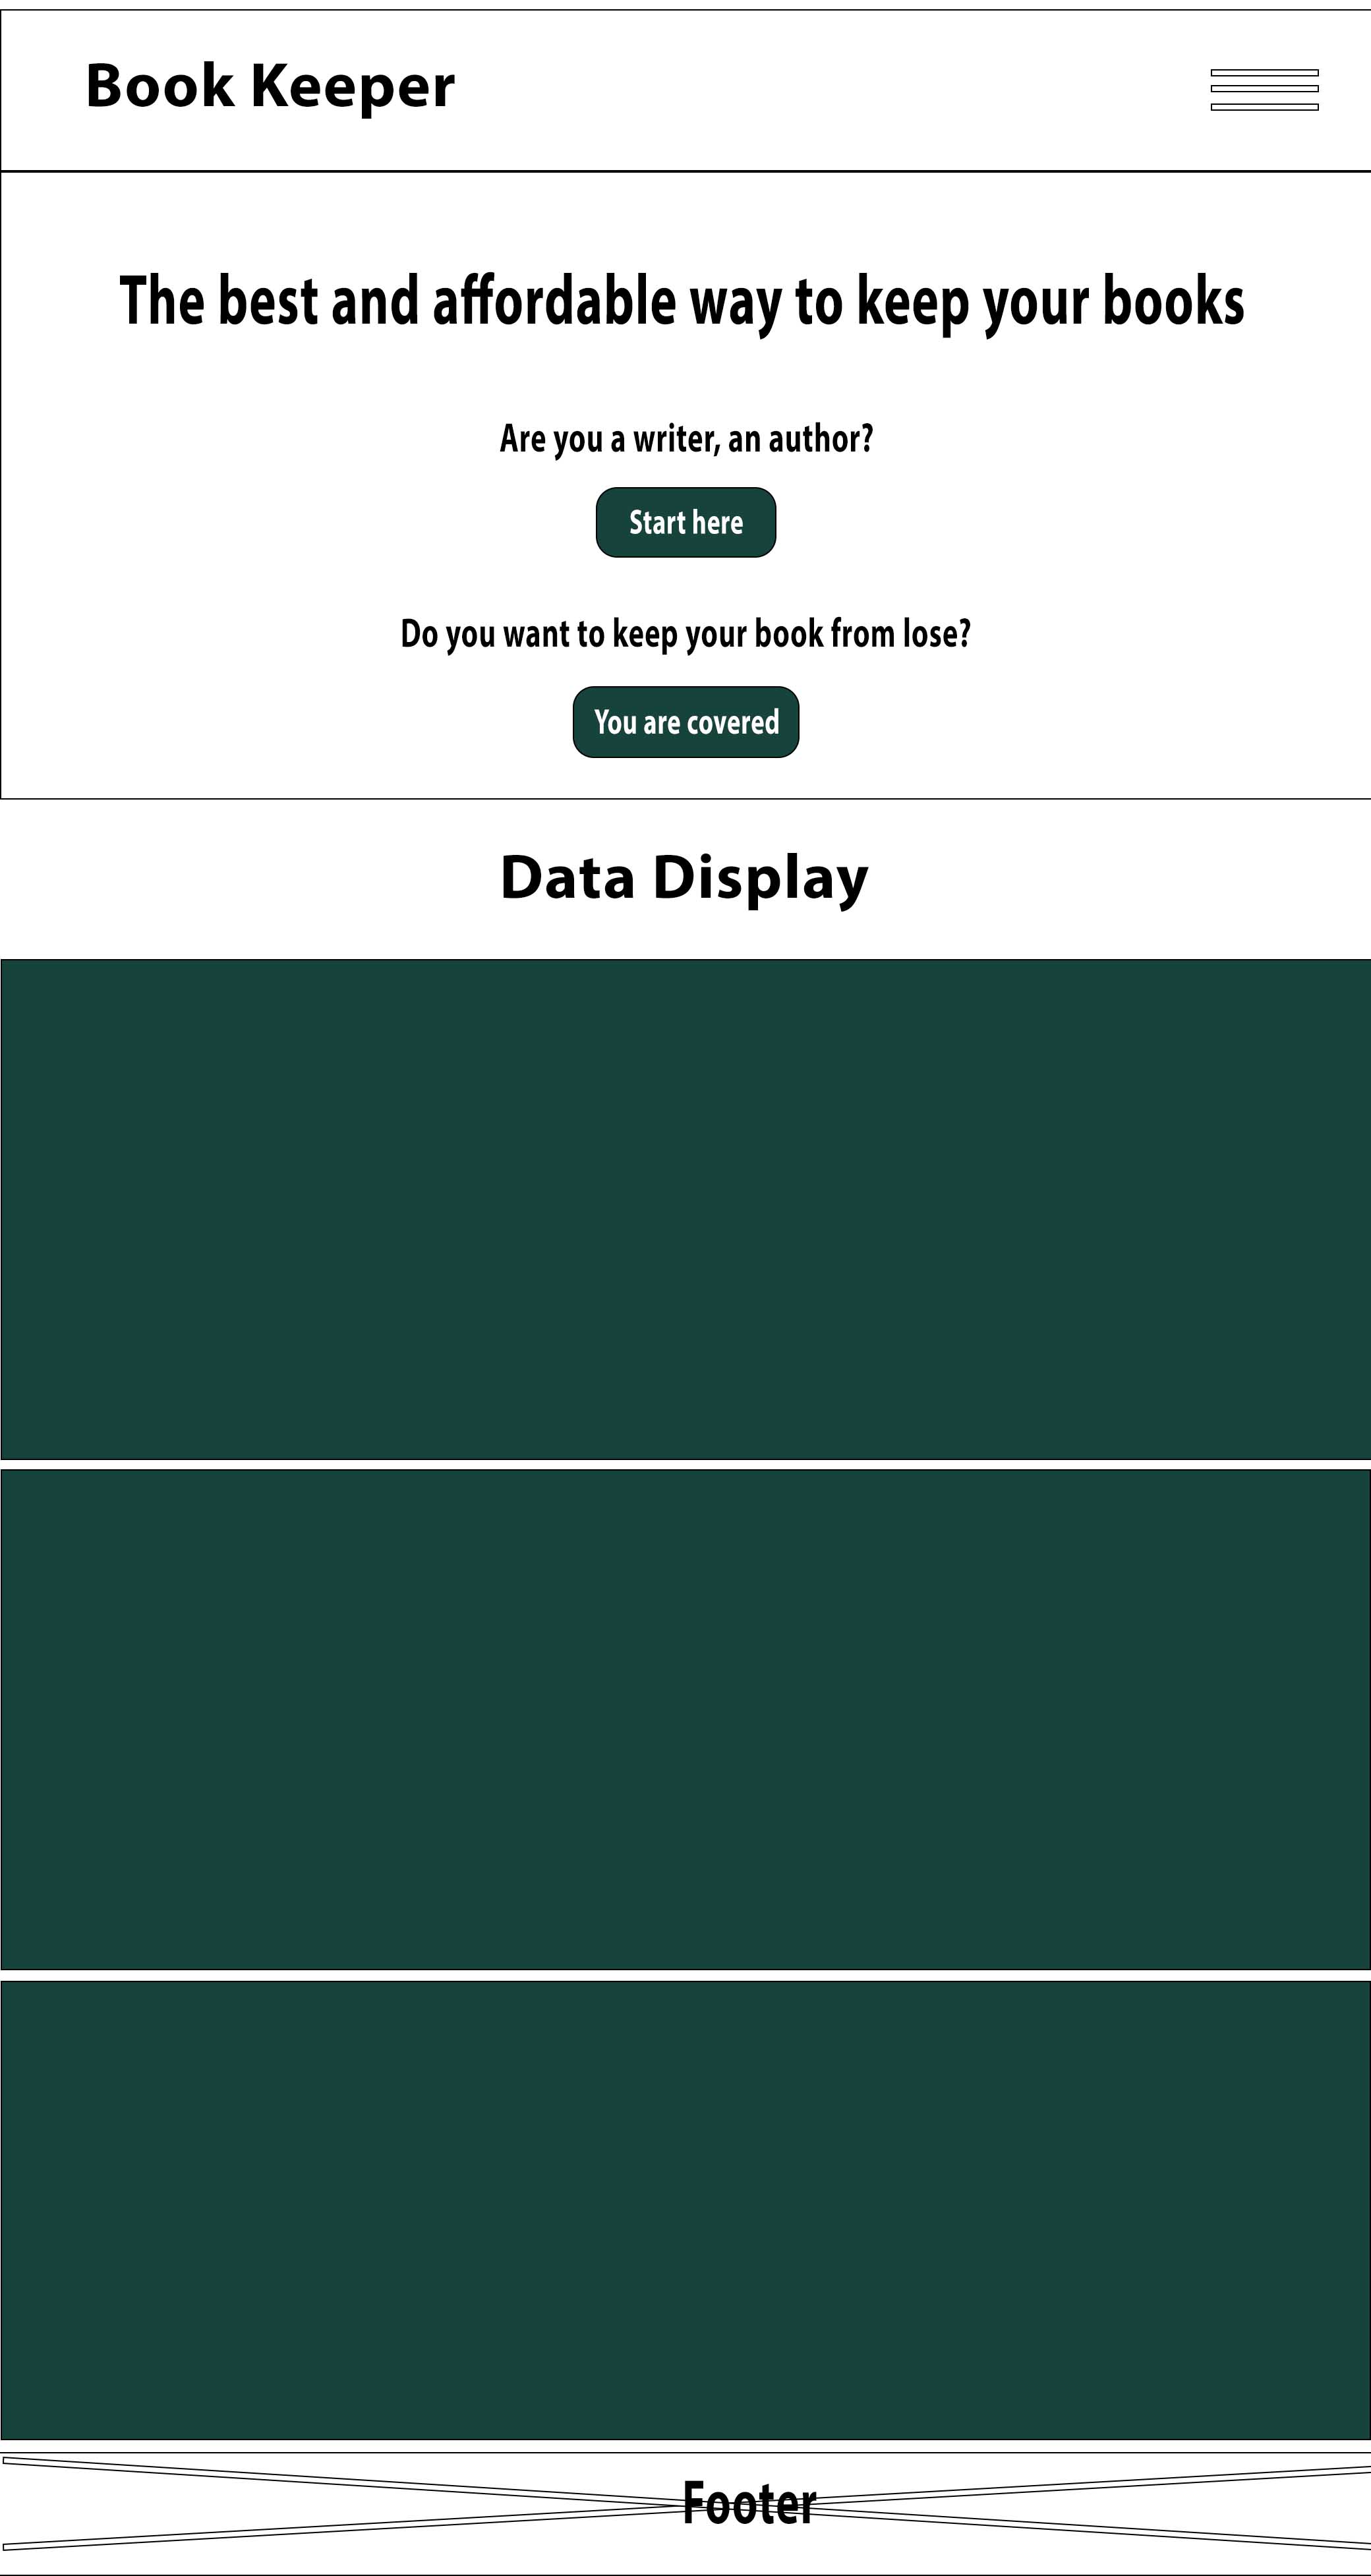 Book Keeper
The best and affordable way to keep your books
Are you a writer, an author?
Start here
Do you want to keep your book from lose?
You are covered
Data Display
Footer